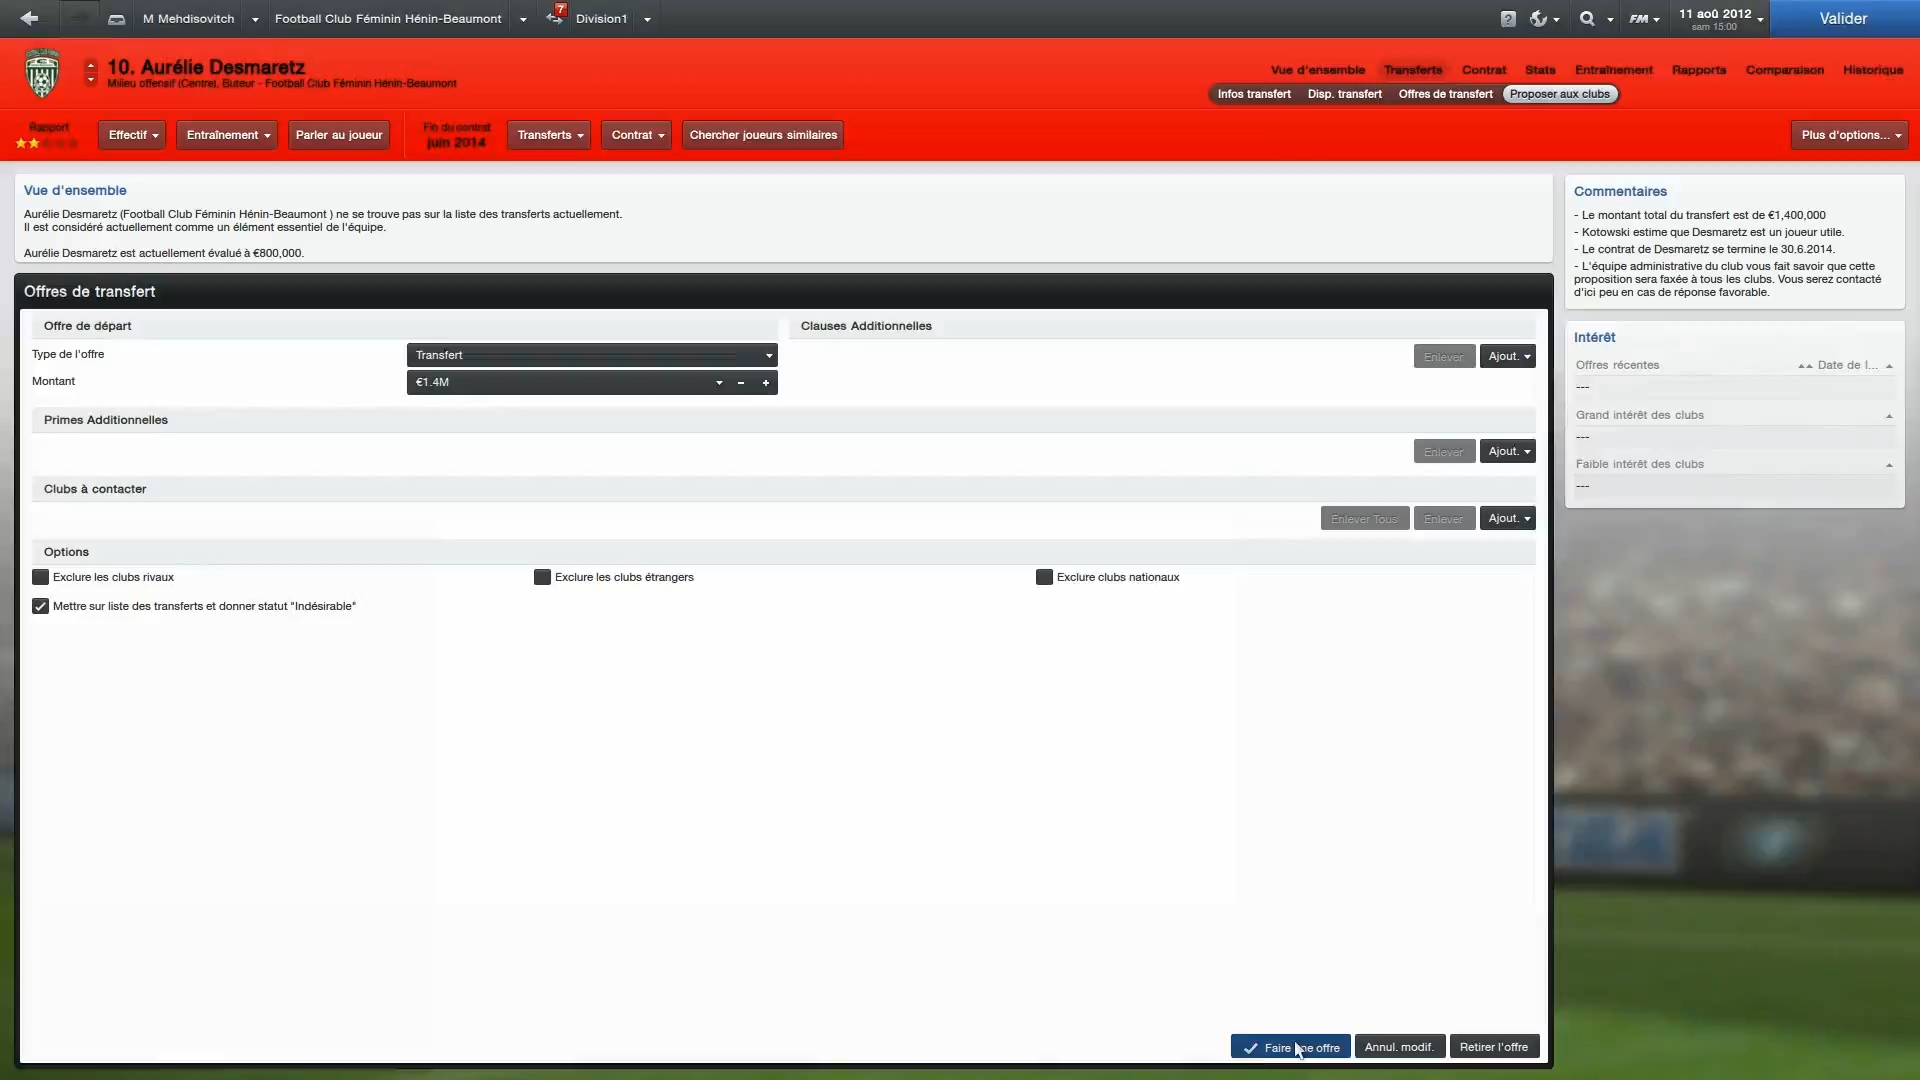 M Mehdisovitch
Football Club Féminin Hénin-Beaumont
7
Division1
?
FM
11 aoû 2012
sam 15:00
Valider
10. Aurélie Desmaretz
Milieu offensif (Centre), Buteur - Football Club Féminin Hénin-Beaumont
Vue d'ensemble
Transferts
Contrat
Stats
Entraînement
Rapports
Comparaison
Historique
Infos transfert
Disp. transfert
Offres de transfert
Proposer aux clubs
Rapport
Effectif
Entraînement
Parler au joueur
Fin du contrat
juin 2014
Transferts
Contrat
Chercher joueurs similaires
Plus d'options...
Vue d'ensemble
Aurélie Desmaretz (Football Club Féminin Hénin-Beaumont ) ne se trouve pas sur la liste des transferts actuellement.
Il est considéré actuellement comme un élément essentiel de l'équipe.
Aurélie Desmaretz est actuellement évalué à €800,000.
Offres de transfert
Offre de départ
Type de l'offre
Transfert
Montant
€1.4M
Clauses Additionnelles
Enlever
Ajout.
Primes Additionnelles
Enlever
Ajout.
Clubs à contacter
Enlever Tous
Enlever
Ajout.
Options
Exclure les clubs rivaux
Exclure les clubs étrangers
Exclure clubs nationaux
Mettre sur liste des transferts et donner statut "Indésirable"
Faire une offre
Annul. modif.
Retirer l'offre
Commentaires
- Le montant total du transfert est de €1,400,000
- Kotowski estime que Desmaretz est un joueur utile.
- Le contrat de Desmaretz se termine le 30.6.2014.
- L'équipe administrative du club vous fait savoir que cette
proposition sera faxée à tous les clubs. Vous serez contacté
d'ici peu en cas de réponse favorable.
Intérêt
Offres récentes
Date de l...
---
Grand intérêt des clubs
---
Faible intérêt des clubs
---